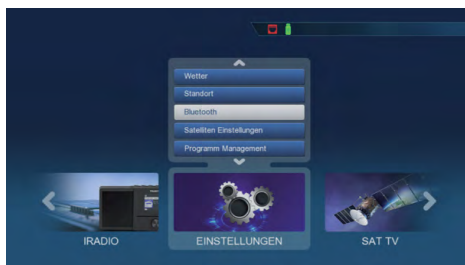 Wetter
Standort
Bluetooth
Satelliten Einstellungen
Programm Management
IRADIO
EINSTELLUNGEN
SAT TV